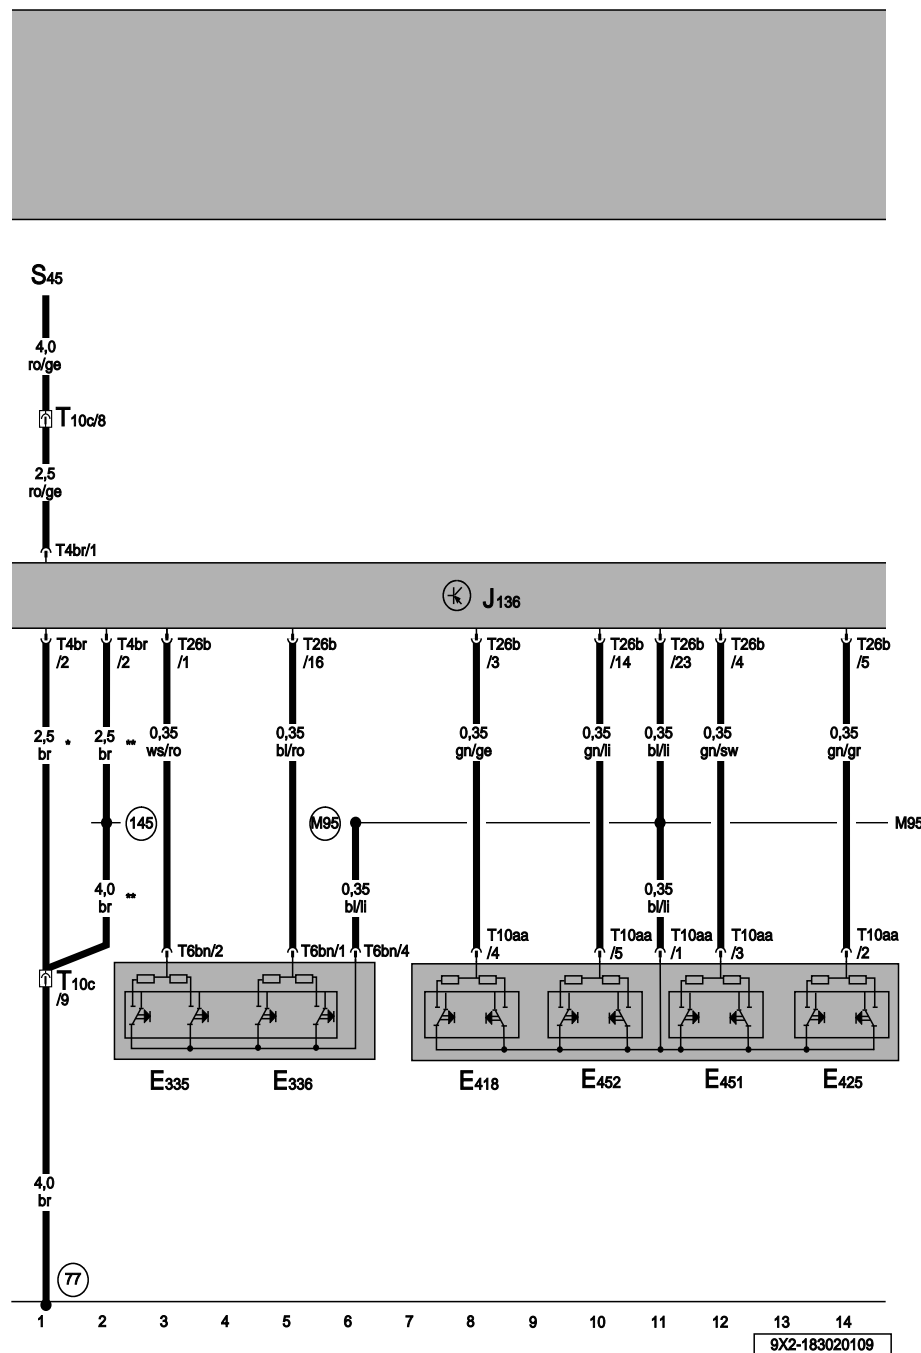 S45
4,0
ro/ge
T10c/8
2,5
ro/ge
T4br/1
J136
T4br
/2
T4br
/2
T26b
/1
T26b
/16
T26b
/3
T26b
/14
T26b
/23
T26b
/4
T26b
/5
2,5
br
*
2,5
br
**
0,35
ws/ro
0,35
bl/ro
0,35
gn/ge
0,35
gn/li
0,35
bl/li
0,35
gn/sw
0,35
gn/gr
145
M95
M95
4,0
br
**
0,35
bl/li
0,35
bl/li
T6bn/2
T6bn/1
T6bn/4
T10aa
/4
T10aa
/5
T10aa
/1
T10aa
/3
T10aa
/2
T10c
/9
E335
E336
E418
E452
E451
E425
4,0
br
77
1 2 3 4 5 6 7 8 9 10 11 12 13 14
9X2-183020109